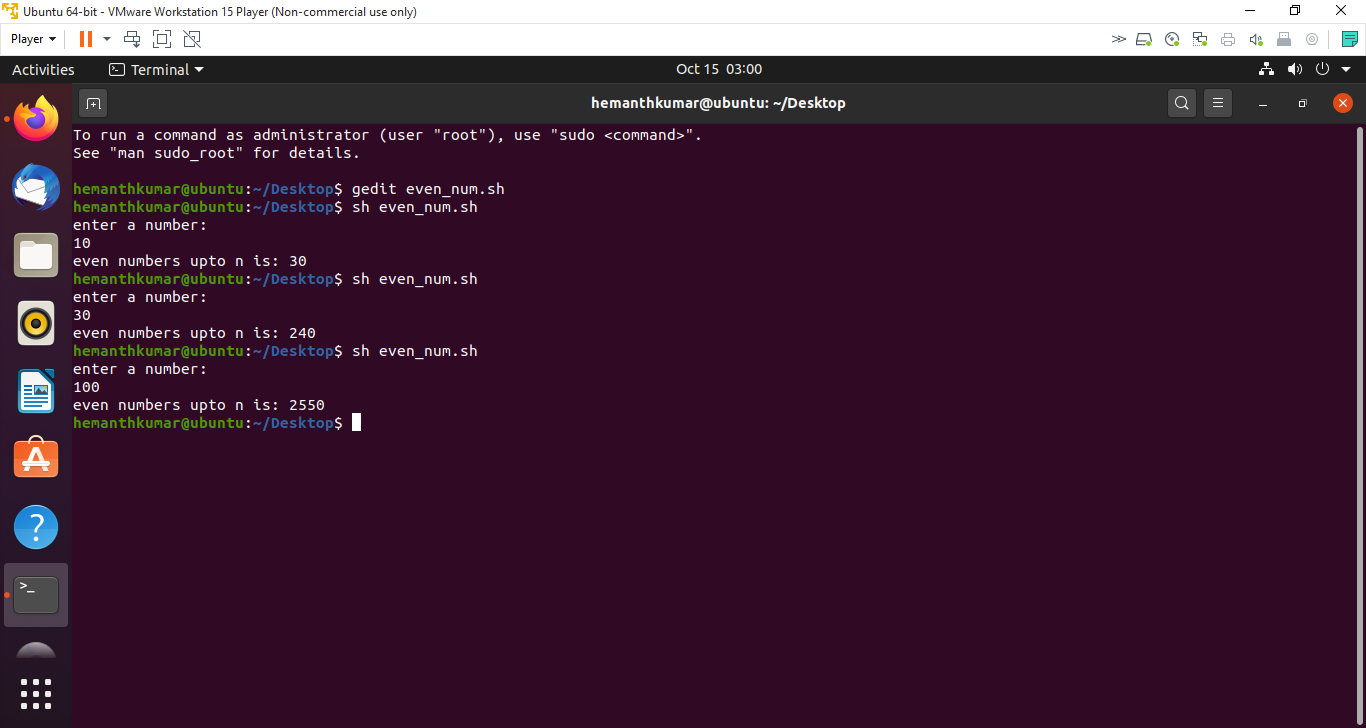 Ubuntu 64-bit - VMware Workstation 15 Player (Non-commercial use only)
Player
Activities
Terminal
Oct 15 03:00
hemanthkumar@ubuntu: ~/Desktop
To run a command as administrator (user "root"), use "sudo <command>".
See "man sudo_root" for details.
hemanthkumar@ubuntu:~/Desktop$ gedit even_num.sh
hemanthkumar@ubuntu:~/Desktop$ sh even_num.sh
enter a number:
10
even numbers upto n is: 30
hemanthkumar@ubuntu:~/Desktop$ sh even_num.sh
enter a number:
30
even numbers upto n is: 240
hemanthkumar@ubuntu:~/Desktop$ sh even_num.sh
enter a number:
100
even numbers upto n is: 2550
hemanthkumar@ubuntu:~/Desktop$